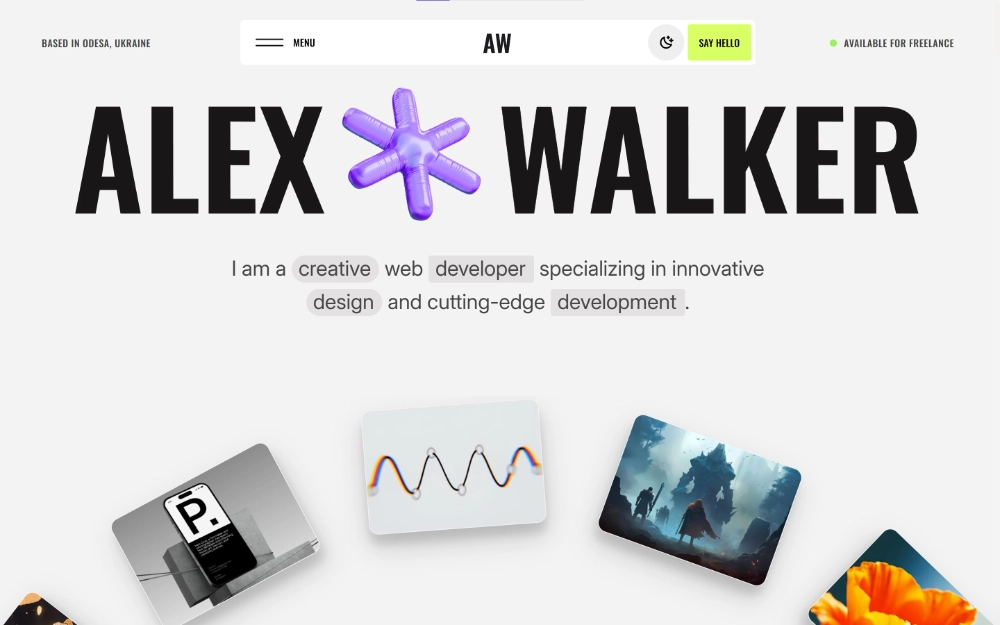 BASED IN ODESA, UKRAINE
MENU
AW
SAY HELLO
AVAILABLE FOR FREELANCE
ALEX WALKER
I am a creative web developer specializing in innovative
design and cutting-edge development .
P.